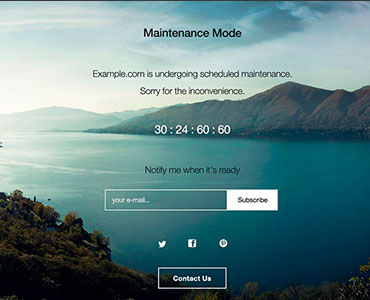 Maintenance Mode
Example.com is undergoing scheduled maintenance.
Sorry for the inconvenience.
30 : 24 : 60 : 60
Notify me when it's ready
your e-mail...
Subscribe
Contact Us